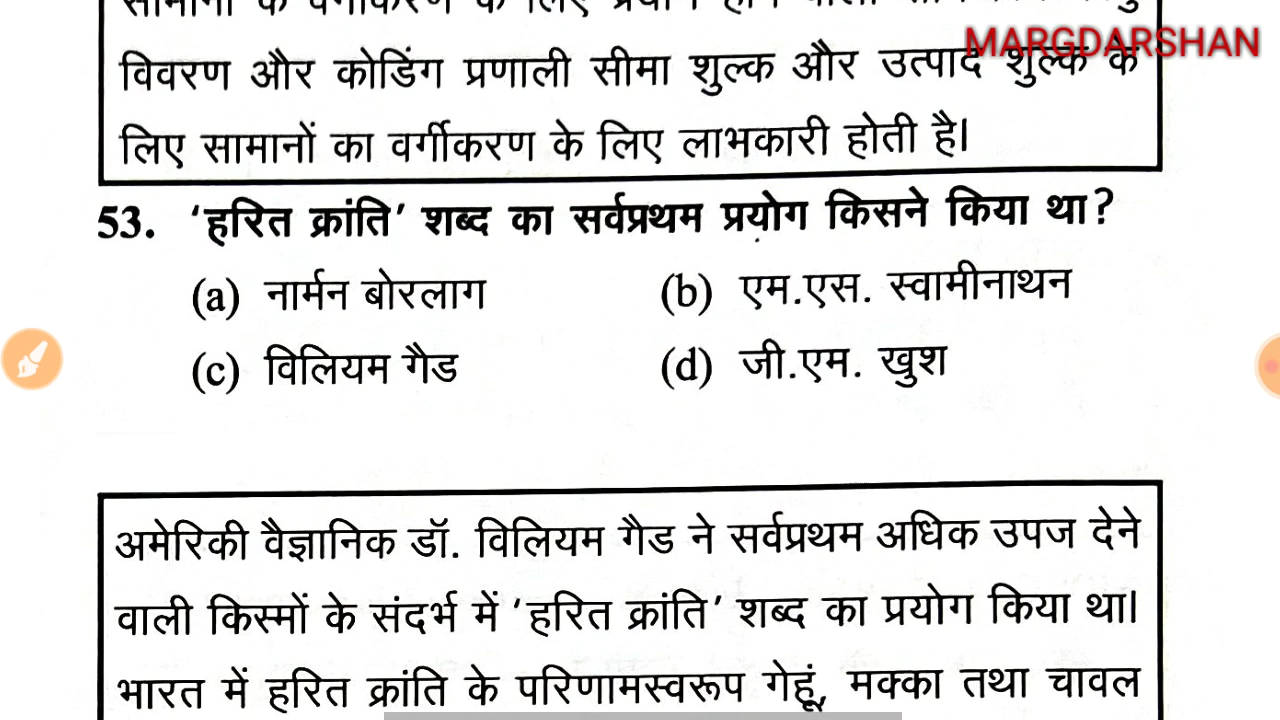 MARGDARSHAN
विवरण और कोडिंग प्रणाली सीमा शुल्क और उत्पाद शुल्क के
लिए सामानों का वर्गीकरण के लिए लाभकारी होती है।
53. 'हरित क्रांति' शब्द का सर्वप्रथम प्रयोग किसने किया था?
(a) नार्मन बोरलाग (b) एम.एस. स्वामीनाथन
(c) विलियम गैड (d) जी.एम. खुश
अमेरिकी वैज्ञानिक डॉ. विलियम गैड ने सर्वप्रथम अधिक उपज देने
वाली किस्मों के संदर्भ में 'हरित क्रांति' शब्द का प्रयोग किया था।
भारत में हरित क्रांति के परिणामस्वरूप गेहूं, मक्का तथा चावल